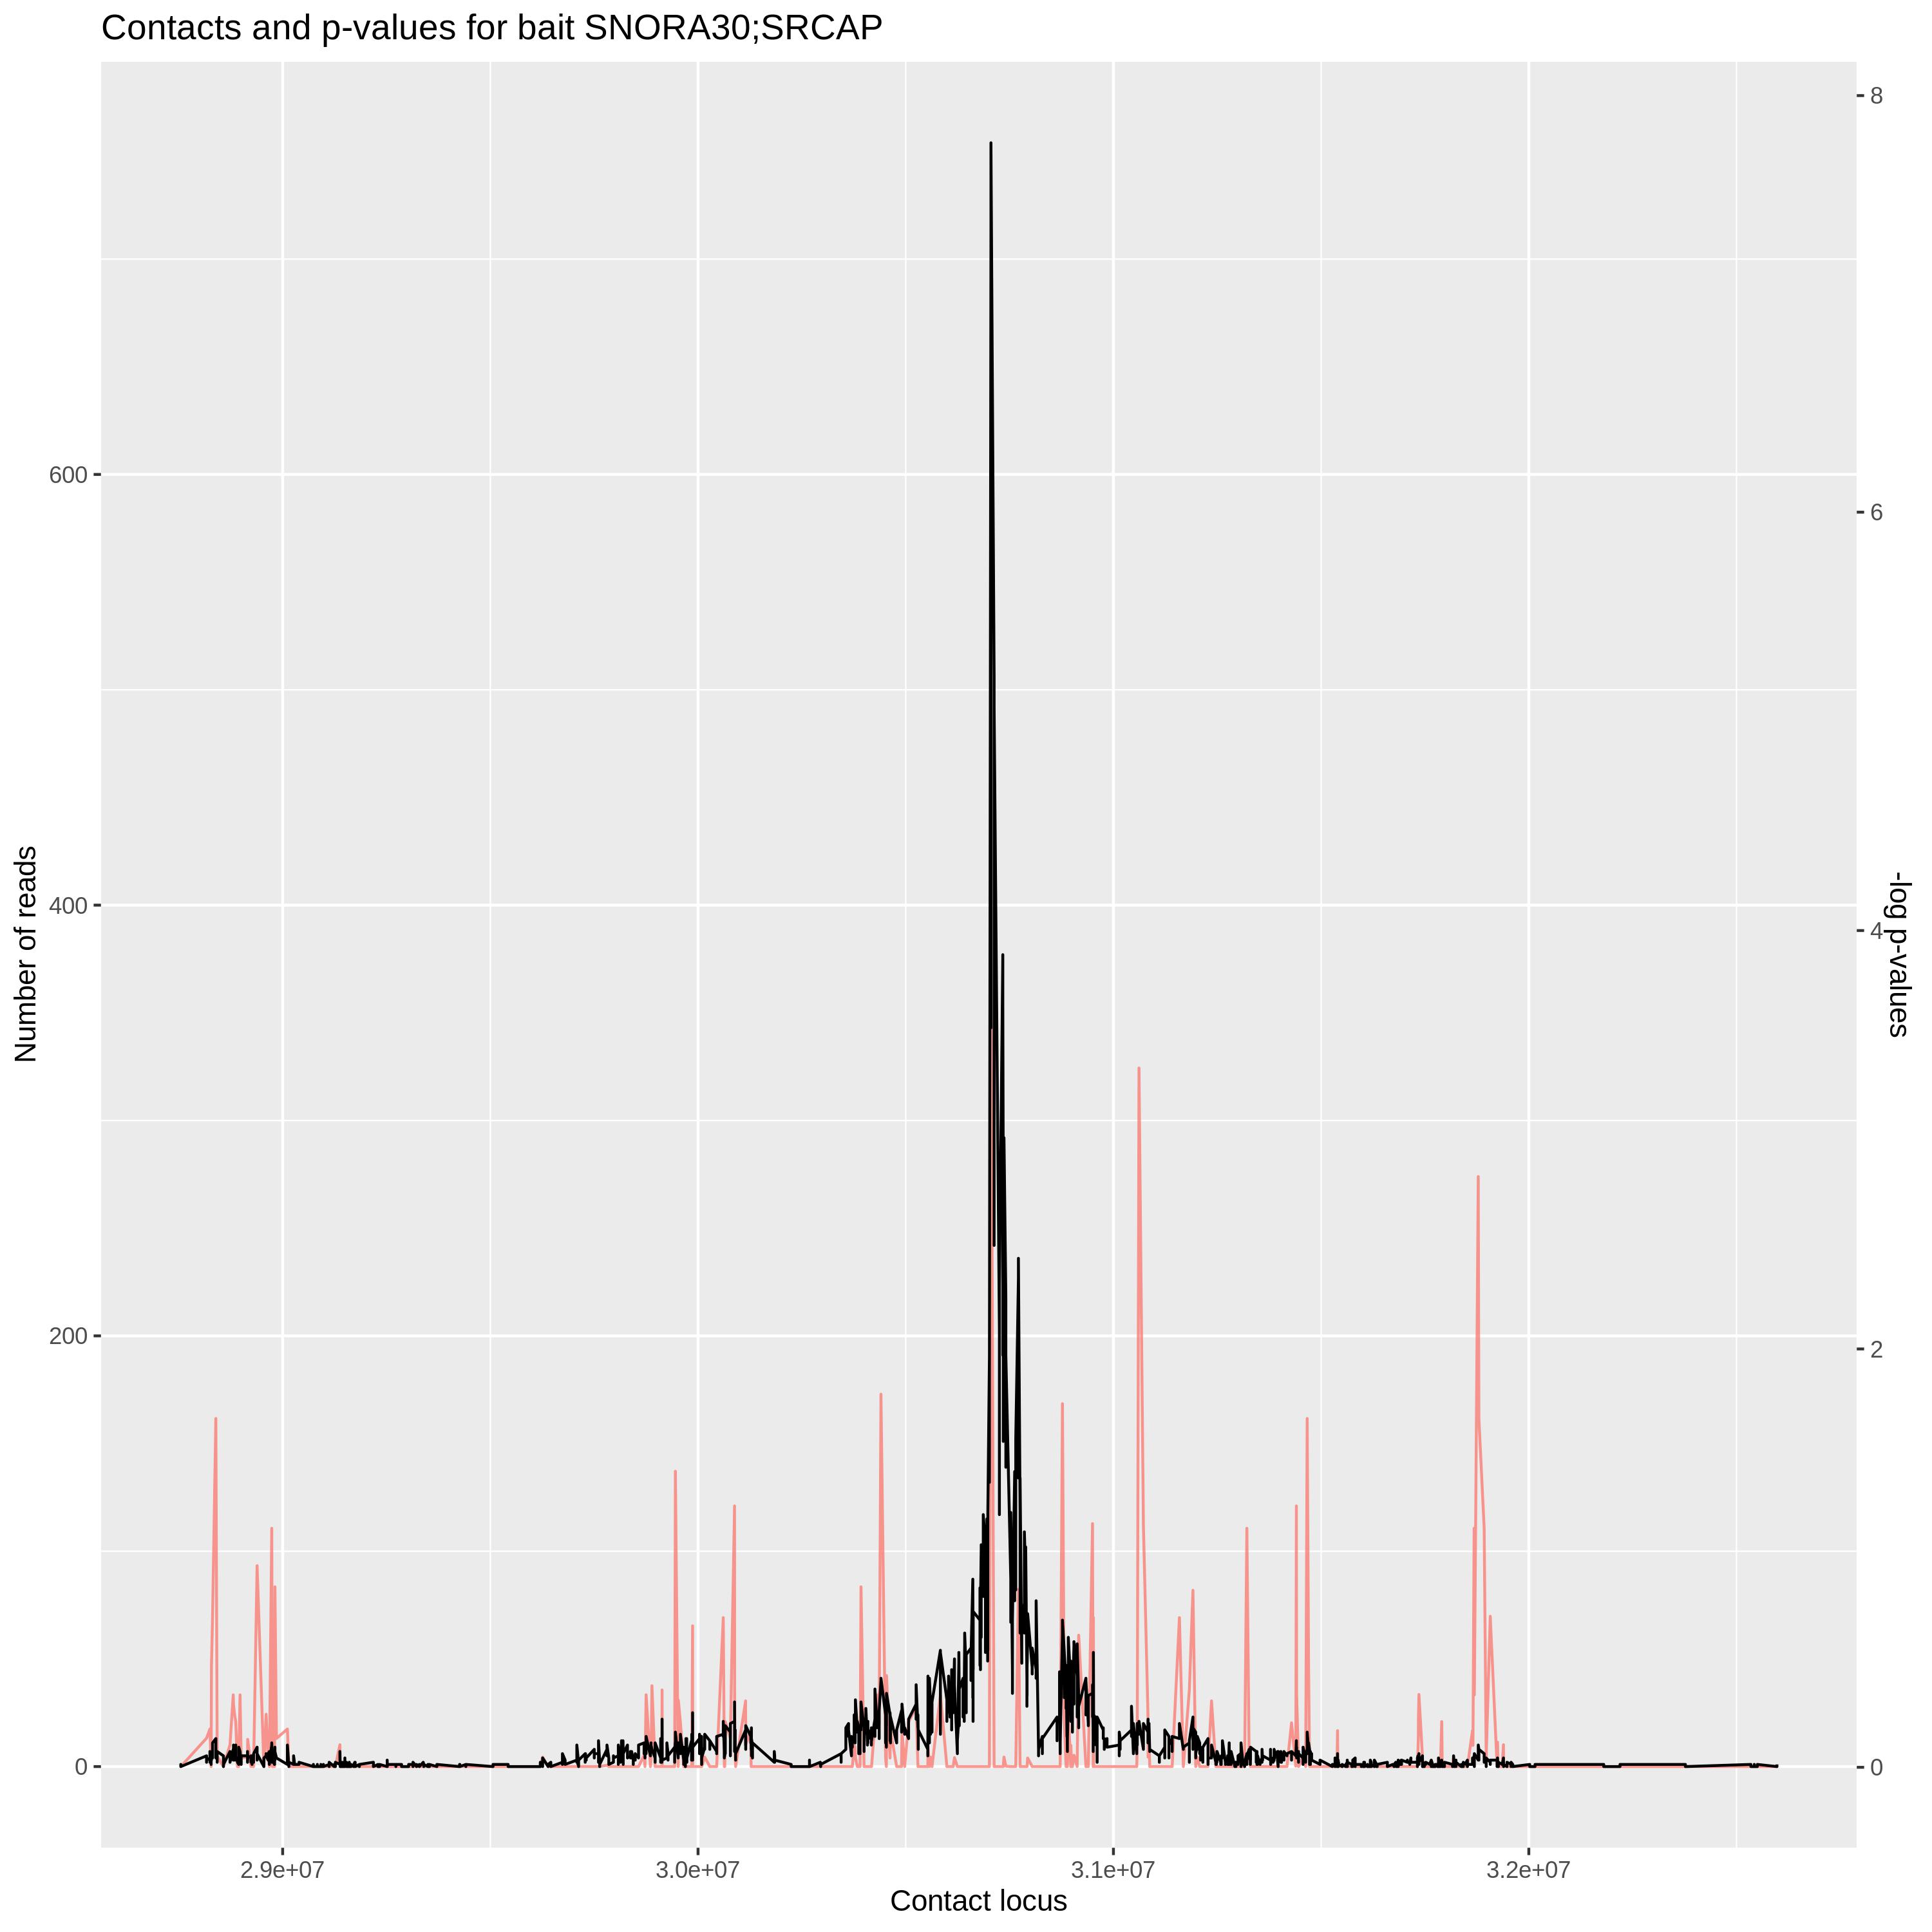 Contacts and p-values for bait SNORA30;SRCAP
8
600
6
Number of reads
400
4
-log p-values
200
2
0
0
2.9e+07
3.0e+07
3.1e+07
3.2e+07
Contact locus